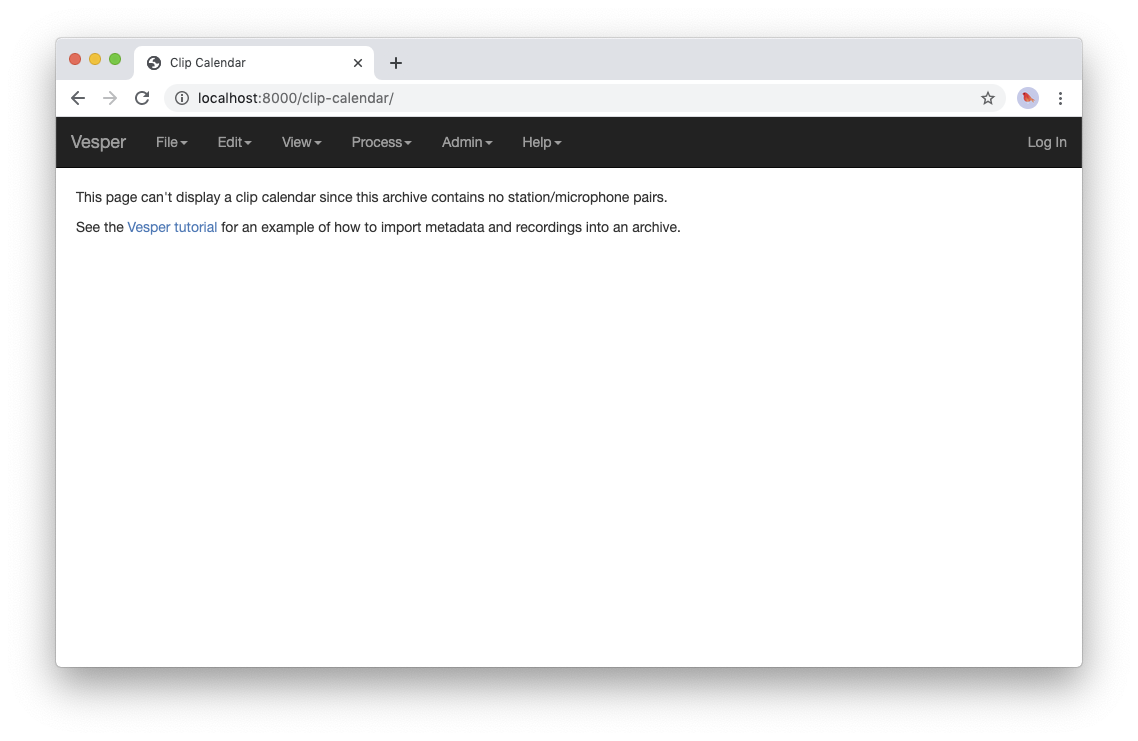 Clip Calendar
localhost:8000/clip-calendar/
Vesper File Edit View Process Admin Help Log In
This page can't display a clip calendar since this archive contains no station/microphone pairs.
See the Vesper tutorial for an example of how to import metadata and recordings into an archive.